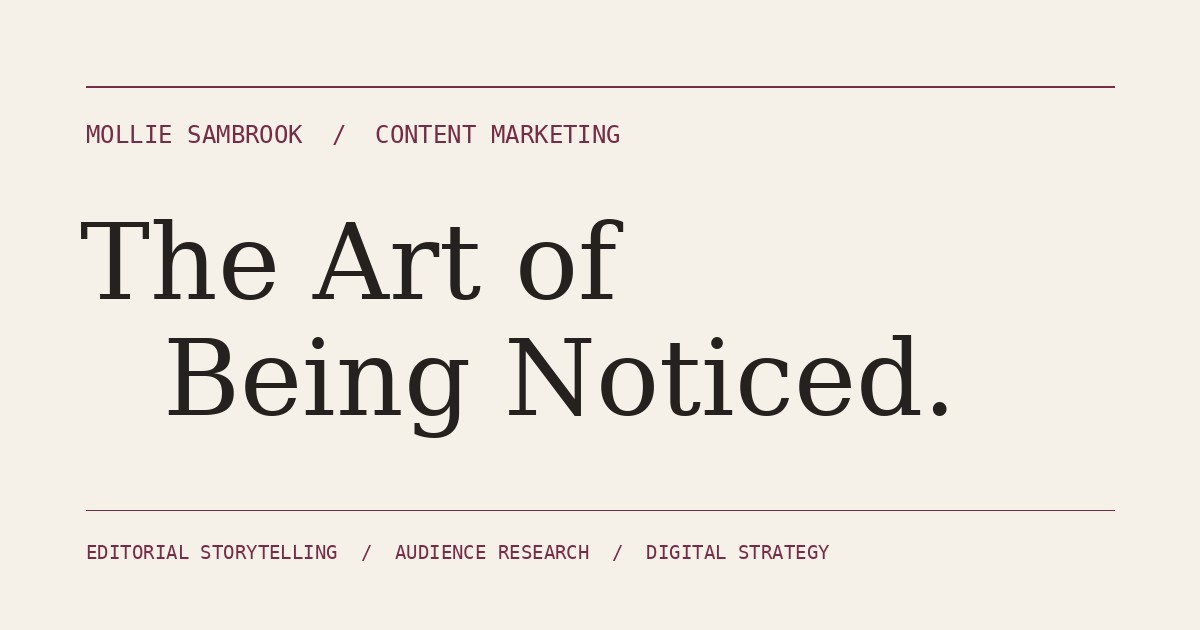 MOLLIE SAMBROOK / CONTENT MARKETING
The Art of
Being Noticed.
EDITORIAL STORYTELLING / AUDIENCE RESEARCH / DIGITAL STRATEGY